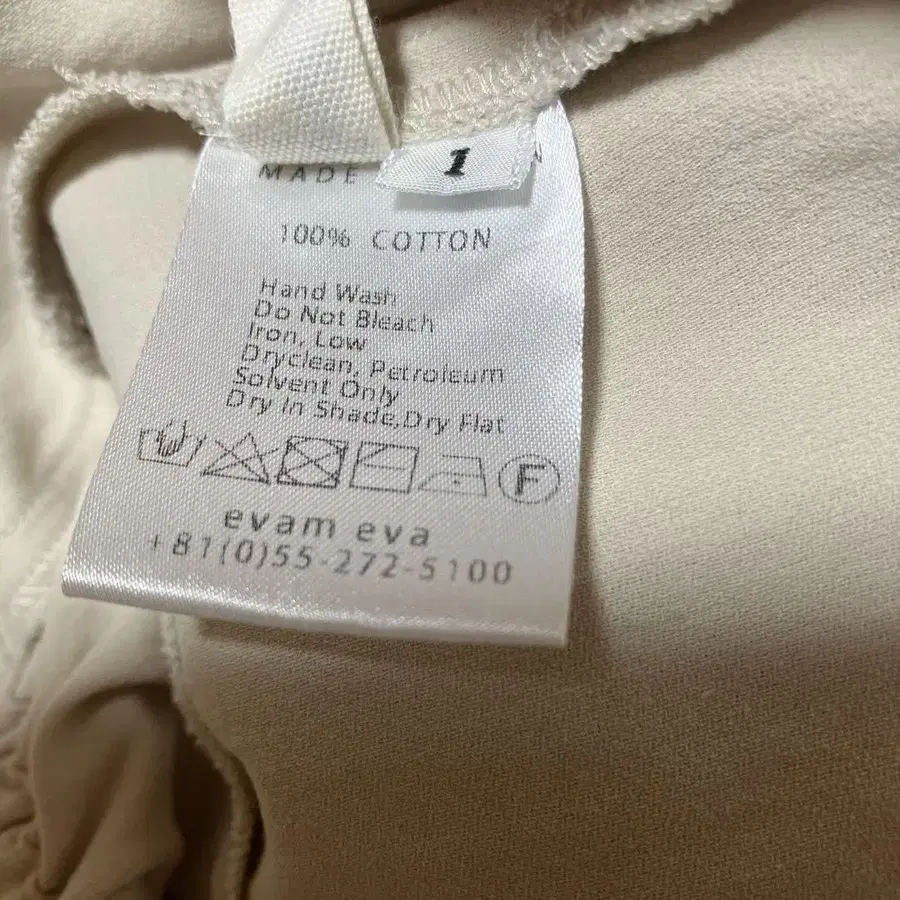 1
MADE
100% COTTON
Hand Wash
Do Not Bleach
Iron, Low
Dryclean, Petroleum
Solvent Only
Dry In Shade,Dry Flat
F
evam eva
+81(0)55-272-5100